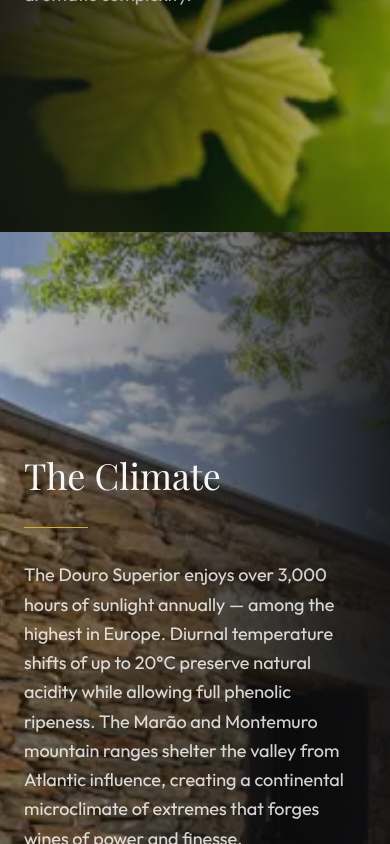 The Climate
The Douro Superior enjoys over 3,000
hours of sunlight annually — among the
highest in Europe. Diurnal temperature
shifts of up to 20°C preserve natural
acidity while allowing full phenolic
ripeness. The Marão and Montemuro
mountain ranges shelter the valley from
Atlantic influence, creating a continental
microclimate of extremes that forges
wines of power and finesse.